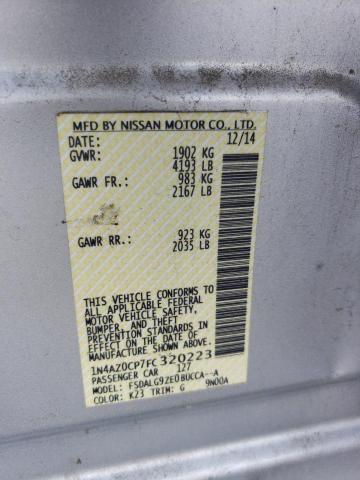 MFD BY NISSAN MOTOR CO., LTD.
DATE: 12/14
GVWR: 1902 KG
4193 LB
GAWR FR.: 983 KG
2167 LB
GAWR RR.: 923 KG
2035 LB
THIS VEHICLE CONFORMS TO
ALL APPLICABLE FEDERAL
MOTOR VEHICLE SAFETY,
BUMPER, AND THEFT
PREVENTION STANDARDS
IN EFFECT ON THE DATE OF
MANUFACTURE SHOWN ABOVE.
1N4AZ0CP7FC320223
PASSENGER CAR 127
MODEL: FSDALG9ZE0BUCCA--A
COLOR: K23 TRIM: G 9N00A